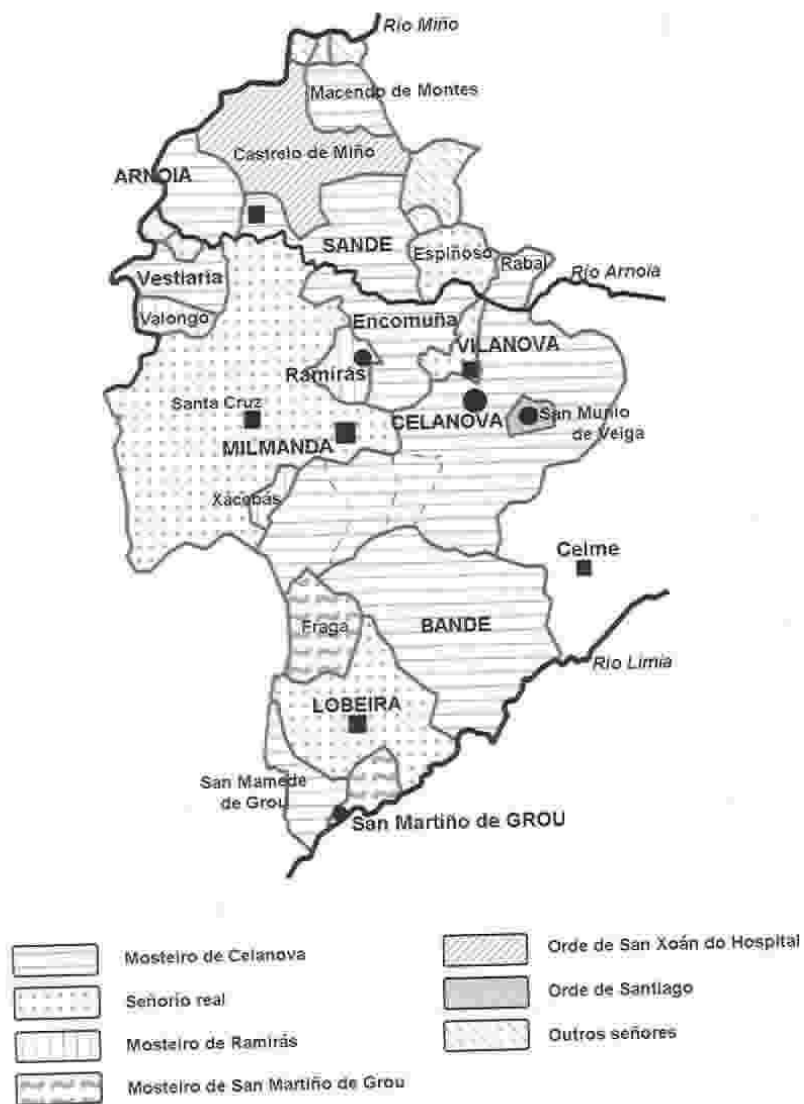 Río Miño
Macendo de Montes
Castrelo de Miño
ARNOIA
SANDE
Espiñoso
Rabal
Río Arnoia
Vestiaria
Valongo
Encomuña
VILANOVA
Ramirás
Santa Cruz
CELANOVA
San Munio
de Veiga
MILMANDA
Xacobás
Celme
Fraga
BANDE
Río Limia
LOBEIRA
San Mamede
de Grou
San Martiño de GROU
Mosteiro de Celanova
Señorío real
Mosteiro de Ramirás
Mosteiro de San Martiño de Grou
Orde de San Xoán do Hospital
Orde de Santiago
Outros señores